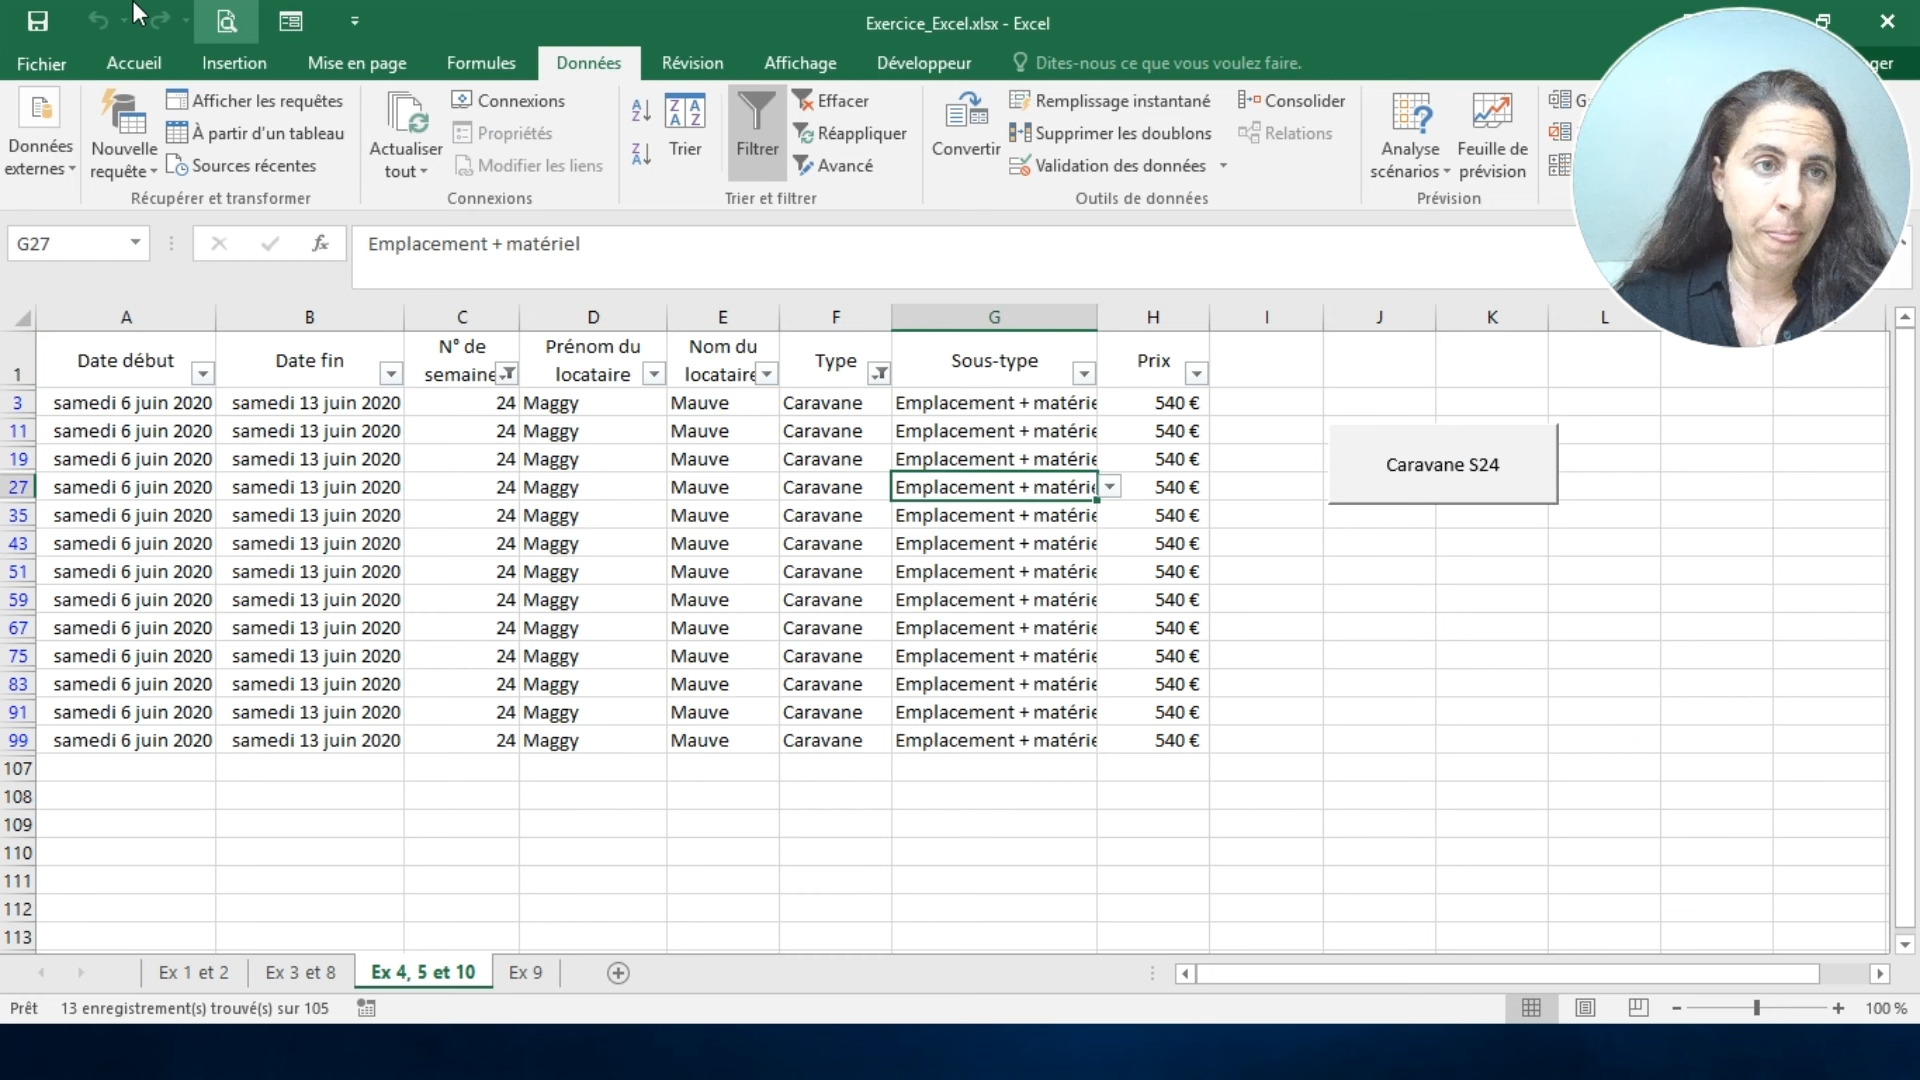 Exercice_Excel.xlsx - Excel
Fichier Accueil Insertion Mise en page Formules Données Révision Affichage Développeur Dites-nous ce que vous voulez faire.
Données externes
Nouvelle requête
Afficher les requêtes
À partir d'un tableau
Sources récentes
Récupérer et transformer
Actualiser tout
Connexions
Propriétés
Modifier les liens
Connexions
Trier
Filtrer
Effacer
Réappliquer
Avancé
Trier et filtrer
Convertir
Remplissage instantané
Supprimer les doublons
Validation des données
Consolider
Relations
Outils de données
Analyse scénarios
Feuille de prévision
Prévision
G27 fx Emplacement + matériel
A B C D E F G H I J K L
1 Date début Date fin N° de semaine Prénom du locataire Nom du locataire Type Sous-type Prix
3 samedi 6 juin 2020 samedi 13 juin 2020 24 Maggy Mauve Caravane Emplacement + matérie 540 €
11 samedi 6 juin 2020 samedi 13 juin 2020 24 Maggy Mauve Caravane Emplacement + matérie 540 €
19 samedi 6 juin 2020 samedi 13 juin 2020 24 Maggy Mauve Caravane Emplacement + matérie 540 €
Caravane S24
27 samedi 6 juin 2020 samedi 13 juin 2020 24 Maggy Mauve Caravane Emplacement + matérie 540 €
35 samedi 6 juin 2020 samedi 13 juin 2020 24 Maggy Mauve Caravane Emplacement + matérie 540 €
43 samedi 6 juin 2020 samedi 13 juin 2020 24 Maggy Mauve Caravane Emplacement + matérie 540 €
51 samedi 6 juin 2020 samedi 13 juin 2020 24 Maggy Mauve Caravane Emplacement + matérie 540 €
59 samedi 6 juin 2020 samedi 13 juin 2020 24 Maggy Mauve Caravane Emplacement + matérie 540 €
67 samedi 6 juin 2020 samedi 13 juin 2020 24 Maggy Mauve Caravane Emplacement + matérie 540 €
75 samedi 6 juin 2020 samedi 13 juin 2020 24 Maggy Mauve Caravane Emplacement + matérie 540 €
83 samedi 6 juin 2020 samedi 13 juin 2020 24 Maggy Mauve Caravane Emplacement + matérie 540 €
91 samedi 6 juin 2020 samedi 13 juin 2020 24 Maggy Mauve Caravane Emplacement + matérie 540 €
99 samedi 6 juin 2020 samedi 13 juin 2020 24 Maggy Mauve Caravane Emplacement + matérie 540 €
107
108
109
110
111
112
113
Ex 1 et 2 Ex 3 et 8 Ex 4, 5 et 10 Ex 9
Prêt 13 enregistrement(s) trouvé(s) sur 105 100 %